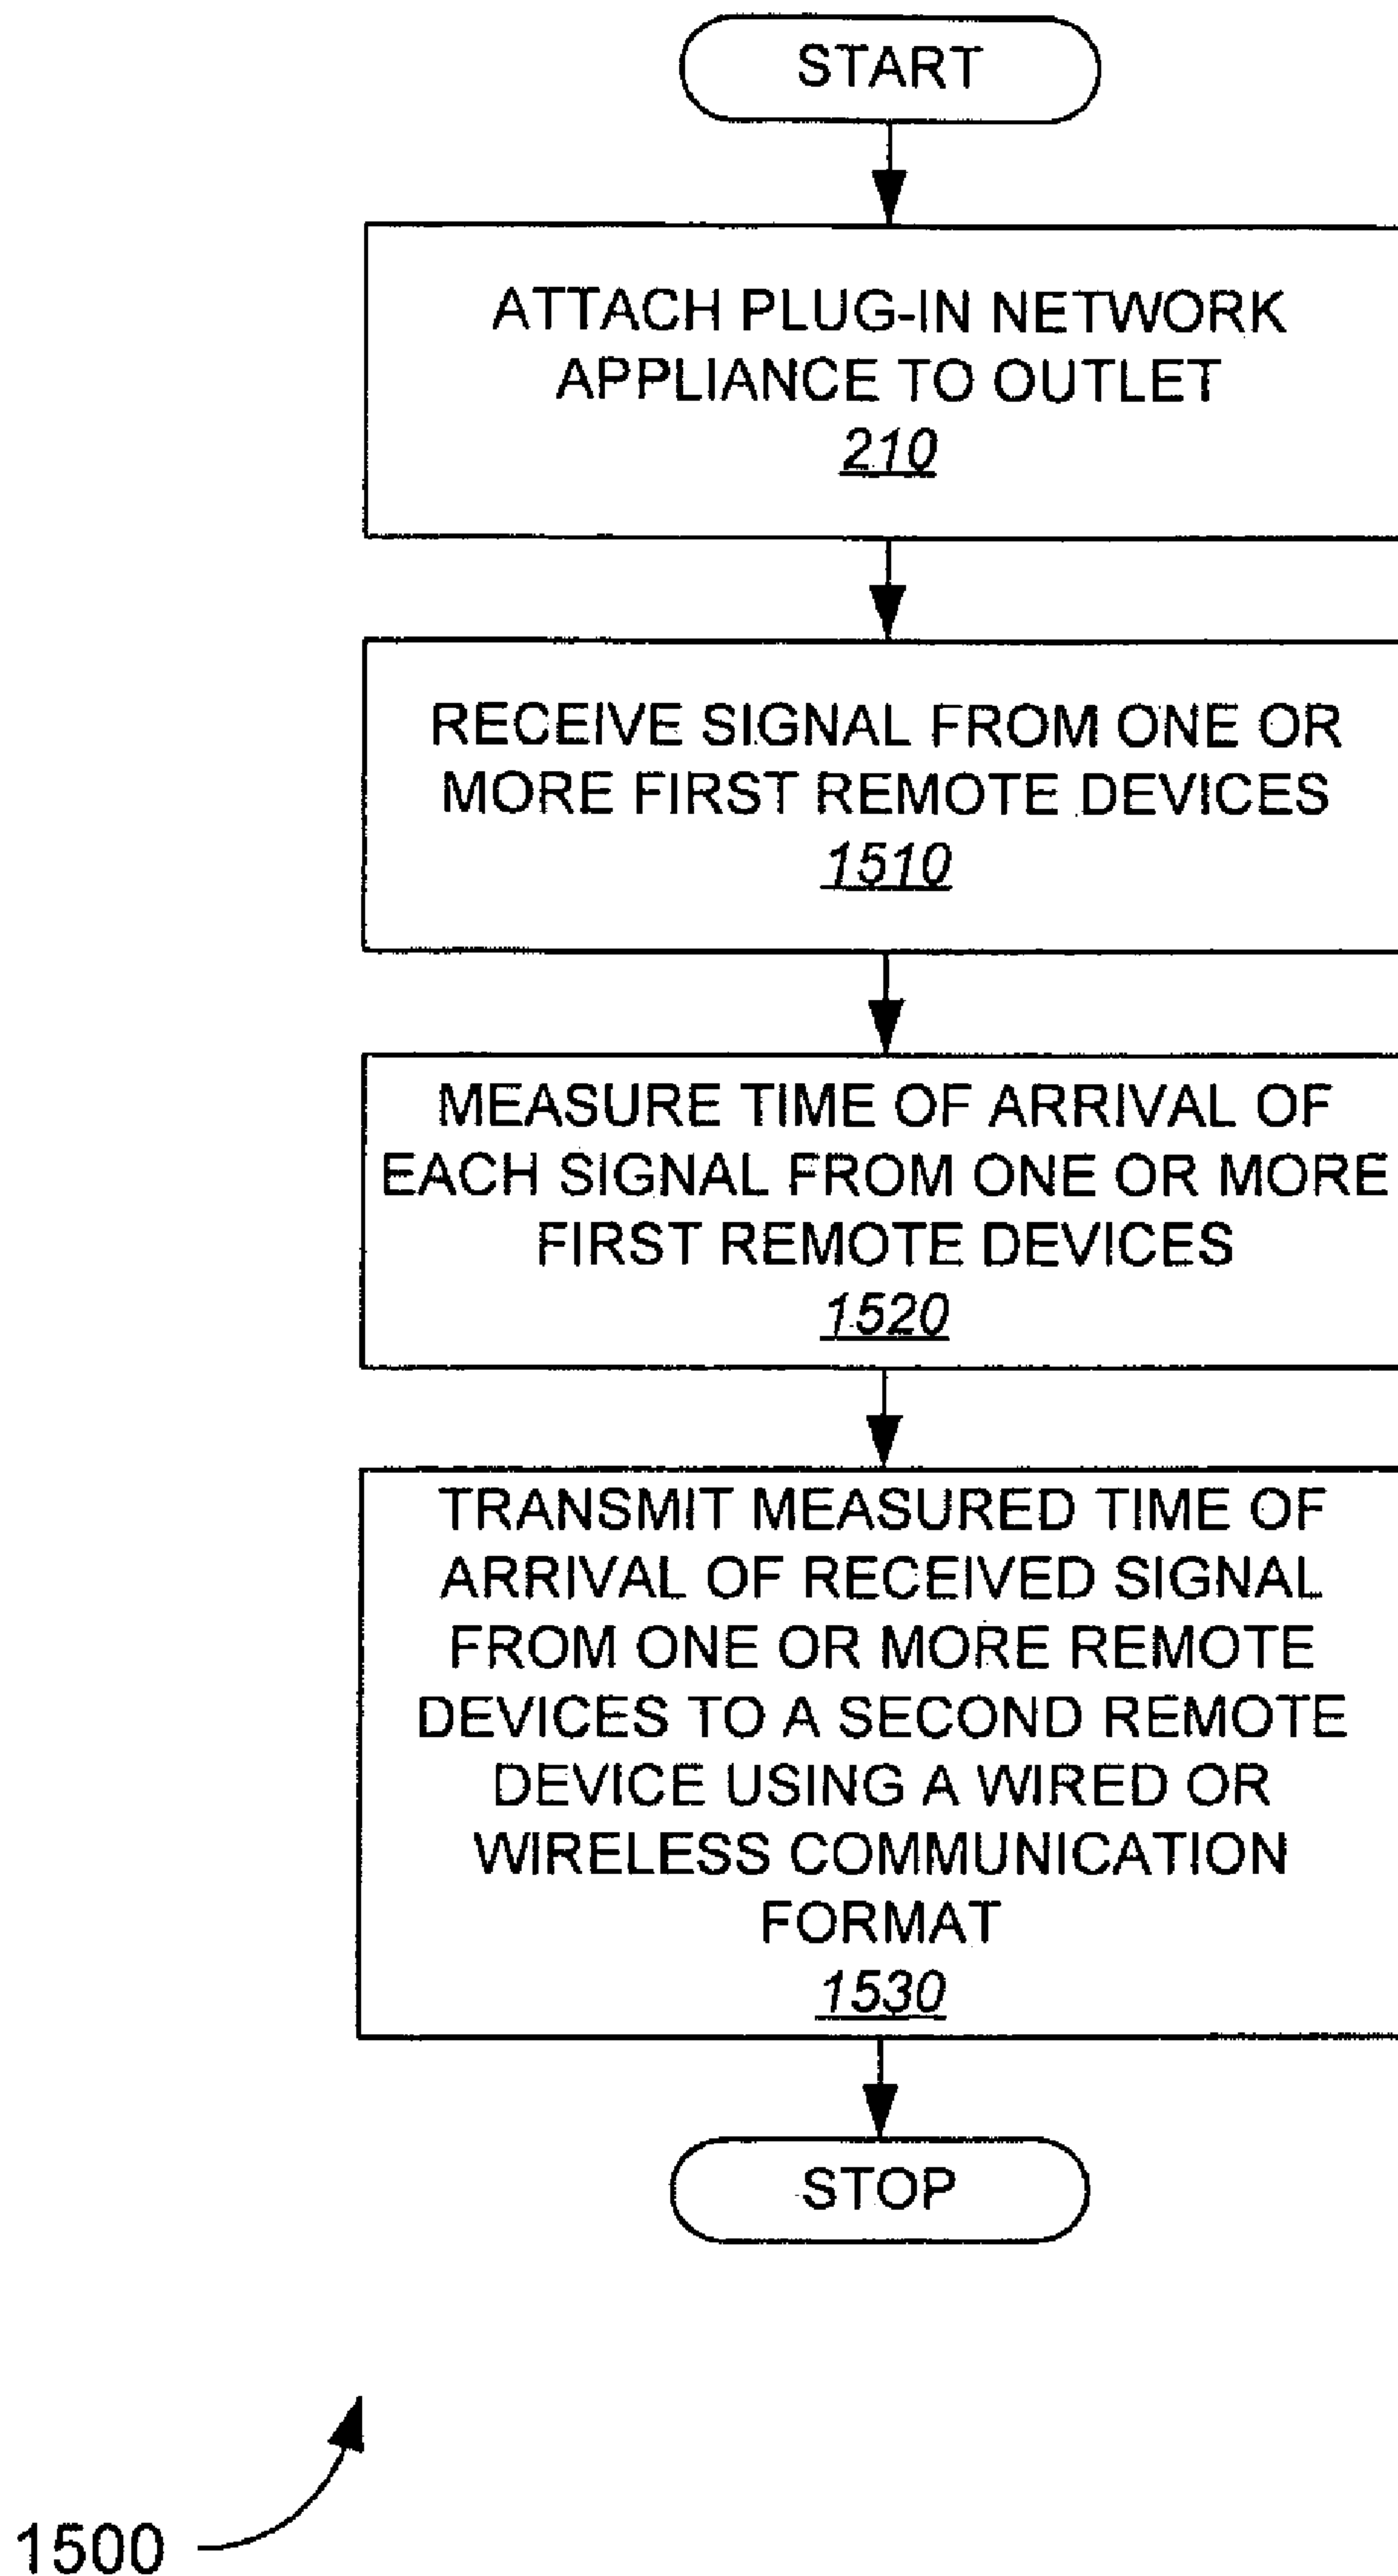 START
ATTACH PLUG-IN NETWORK
APPLIANCE TO OUTLET
210
RECEIVE SIGNAL FROM ONE OR
MORE FIRST REMOTE DEVICES
1510
MEASURE TIME OF ARRIVAL OF
EACH SIGNAL FROM ONE OR MORE
FIRST REMOTE DEVICES
1520
TRANSMIT MEASURED TIME OF
ARRIVAL OF RECEIVED SIGNAL
FROM ONE OR MORE REMOTE
DEVICES TO A SECOND REMOTE
DEVICE USING A WIRED OR
WIRELESS COMMUNICATION
FORMAT
1530
STOP
1500